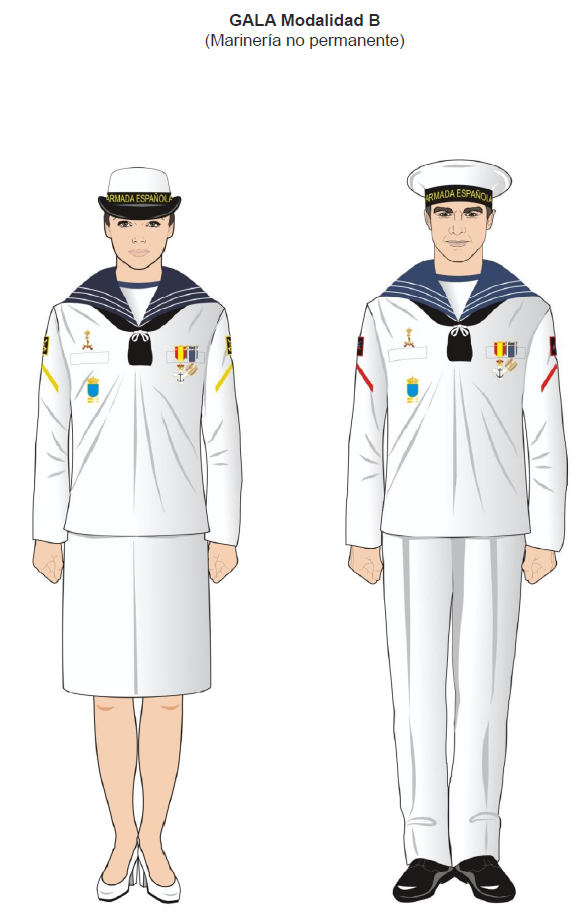 GALA Modalidad B
(Marinería no permanente)
ARMADA ESPAÑOLA
ARMADA ESPAÑOLA